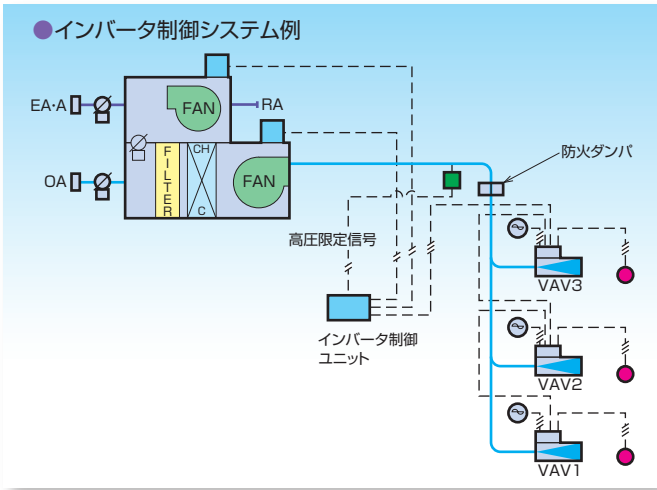 ●インバータ制御システム例
EA・A
FAN
RA
OA
FILTER
CH
C
FAN
防火ダンパ
高圧限定信号
インバータ制御
ユニット
VAV3
VAV2
VAV1